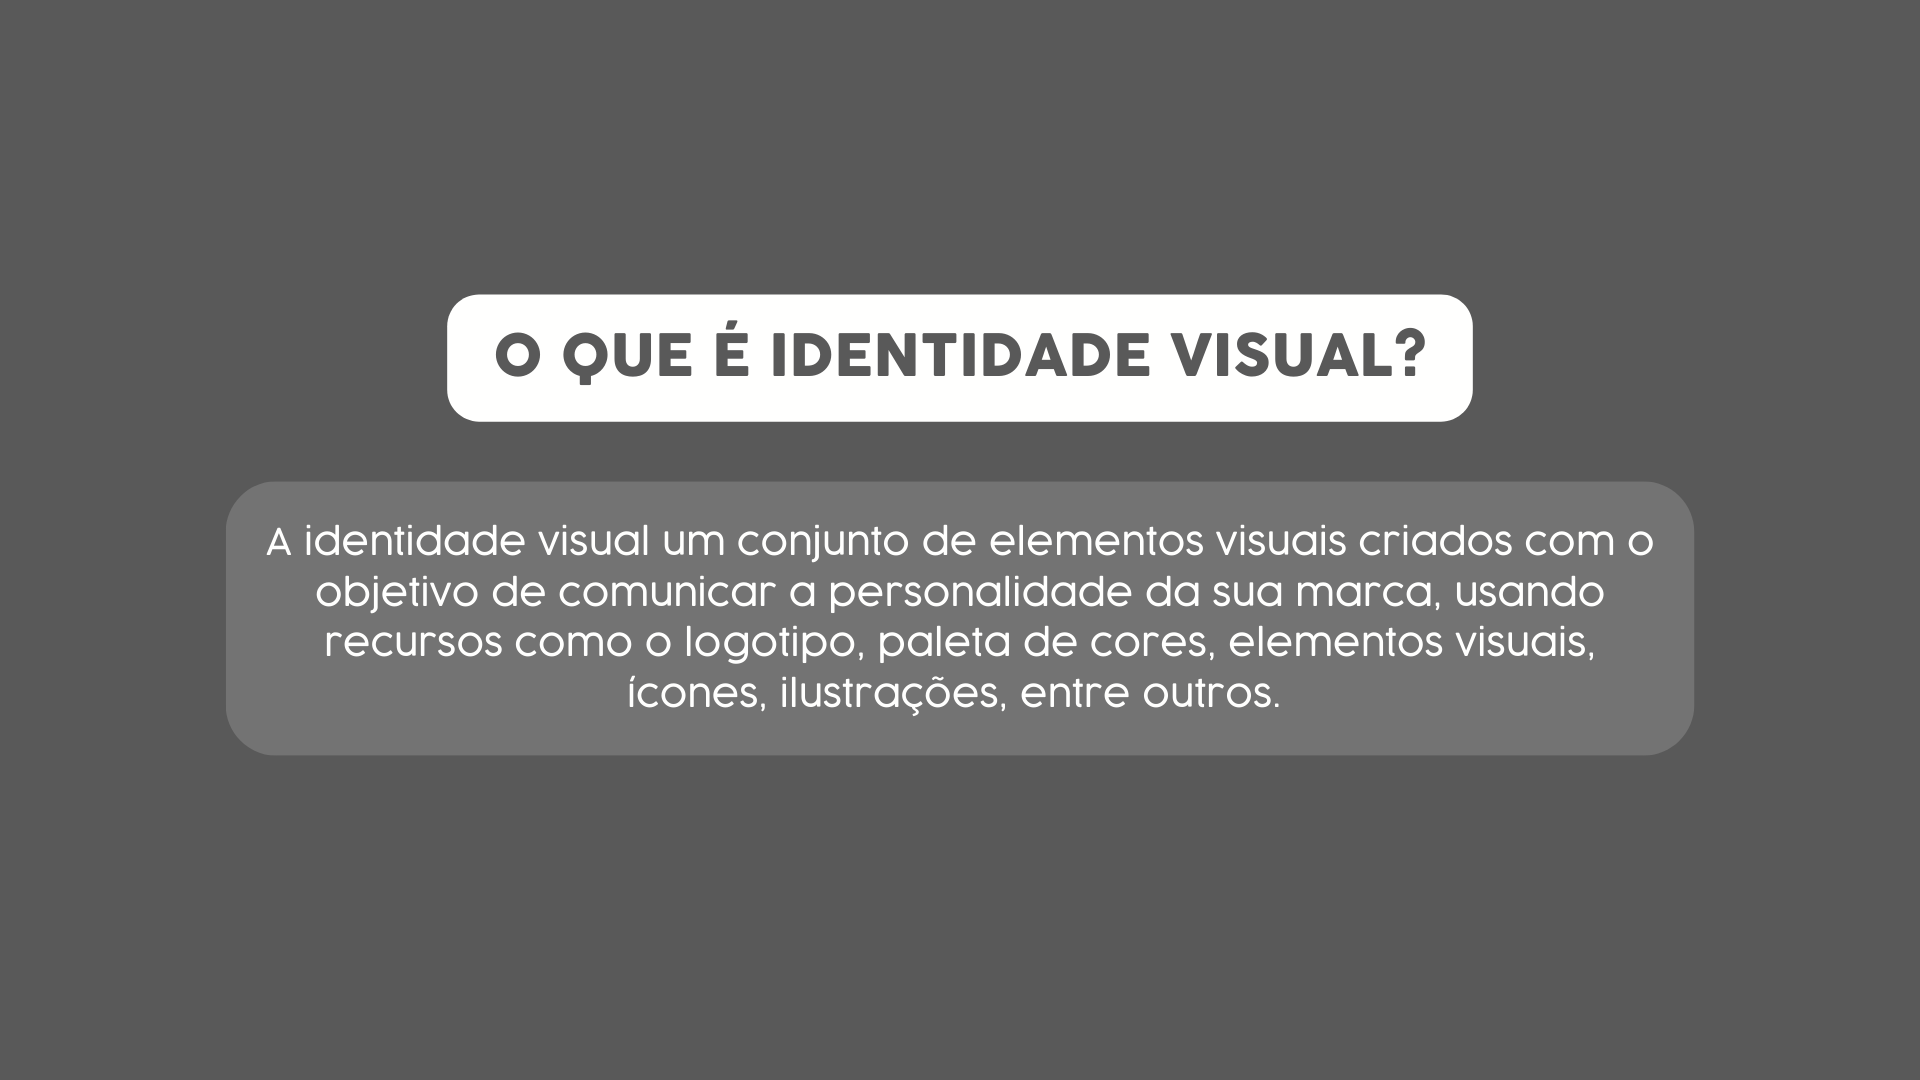 O QUE É IDENTIDADE VISUAL?
A identidade visual um conjunto de elementos visuais criados com o
objetivo de comunicar a personalidade da sua marca, usando
recursos como o logotipo, paleta de cores, elementos visuais,
ícones, ilustrações, entre outros.